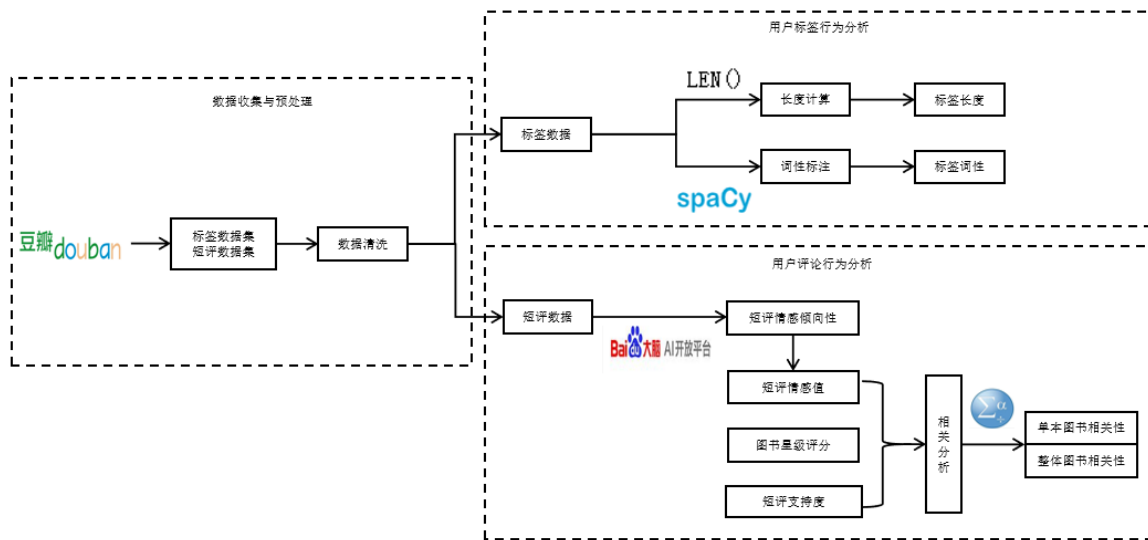 数据收集与预处理
豆瓣douban
标签数据集
短评数据集
数据清洗
用户标签行为分析
标签数据
LEN()
长度计算
标签长度
词性标注
标签词性
spaCy
用户评论行为分析
短评数据
Bai du 大脑 AI开放平台
短评情感倾向性
短评情感值
图书星级评分
短评支持度
相关分析
Σα
单本图书相关性
整体图书相关性